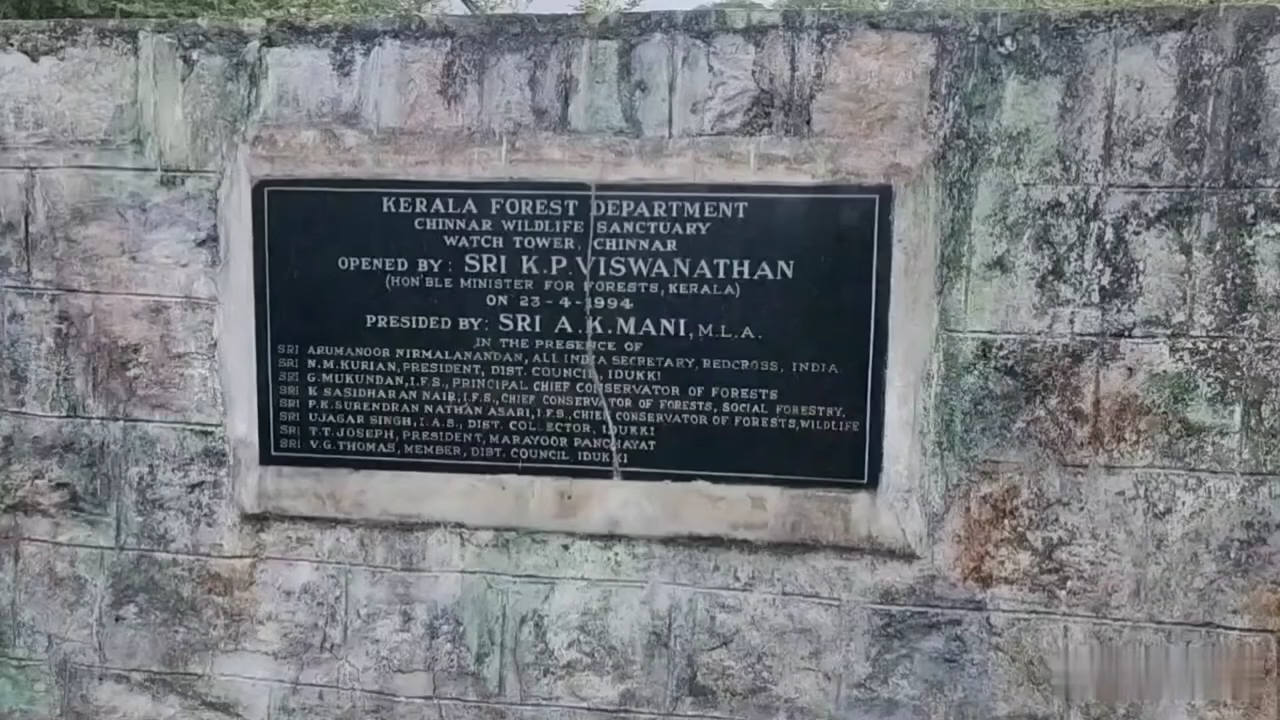 KERALA FOREST DEPARTMENT
CHINNAR WILDLIFE SANCTUARY
WATCH TOWER, CHINNAR
OPENED BY: SRI K.P.VISWANATHAN
(HON'BLE MINISTER FOR FORESTS, KERALA)
ON 23-4-1994
PRESIDED BY: SRI A.K.MANI, M.L.A.
IN THE PRESENCE OF
SRI ARUMANOOR NIRMALANANDAN, ALL INDIA SECRETARY, REDCROSS, INDIA
SRI N.M.KURIAN, PRESIDENT, DIST. COUNCIL, IDUKKI
SRI G.MUKUNDAN, I.F.S., PRINCIPAL CHIEF CONSERVATOR OF FORESTS
SRI K SASIDHARAN NAIR, I.F.S., CHIEF CONSERVATOR OF FORESTS, SOCIAL FORESTRY,
SRI P.K.SURENDRAN NATHAN ASARI, I.F.S., CHIEF CONSERVATOR OF FORESTS, WILDLIFE
SRI UJAGAR SINGH, I.A.S., DIST. COLLECTOR, IDUKKI
SRI T.T.JOSEPH, PRESIDENT, MARAYOOR PANCHAYAT
SRI V.G.THOMAS, MEMBER, DIST. COUNCIL, IDUKKI